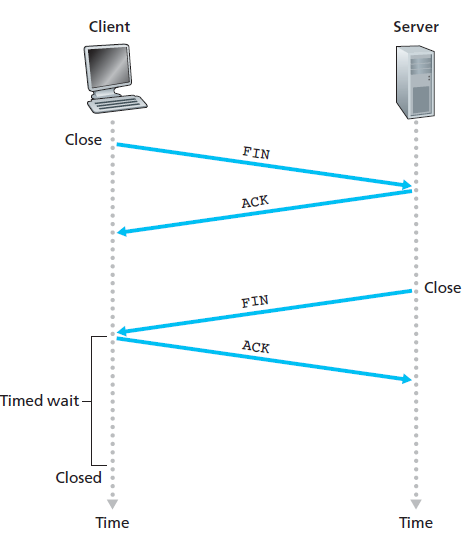 Client
Server
Close
FIN
ACK
Close
FIN
ACK
Timed wait
Closed
Time
Time